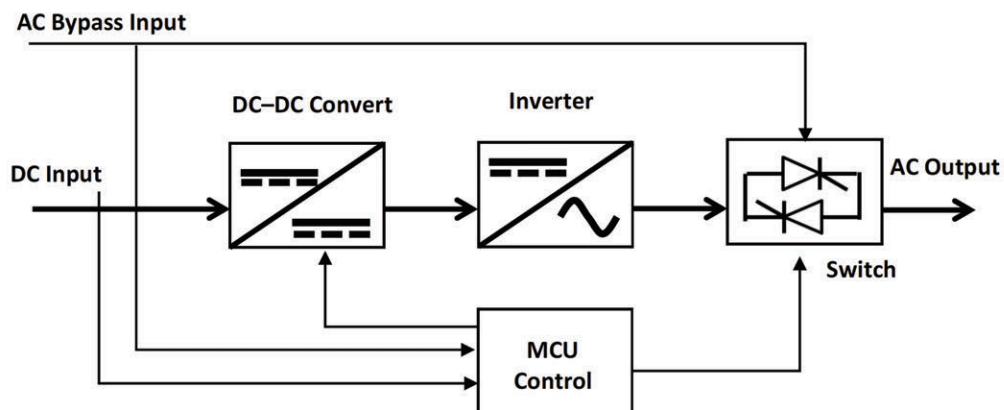 AC Bypass Input
DC–DC Convert
Inverter
DC Input
AC Output
Switch
MCU
Control